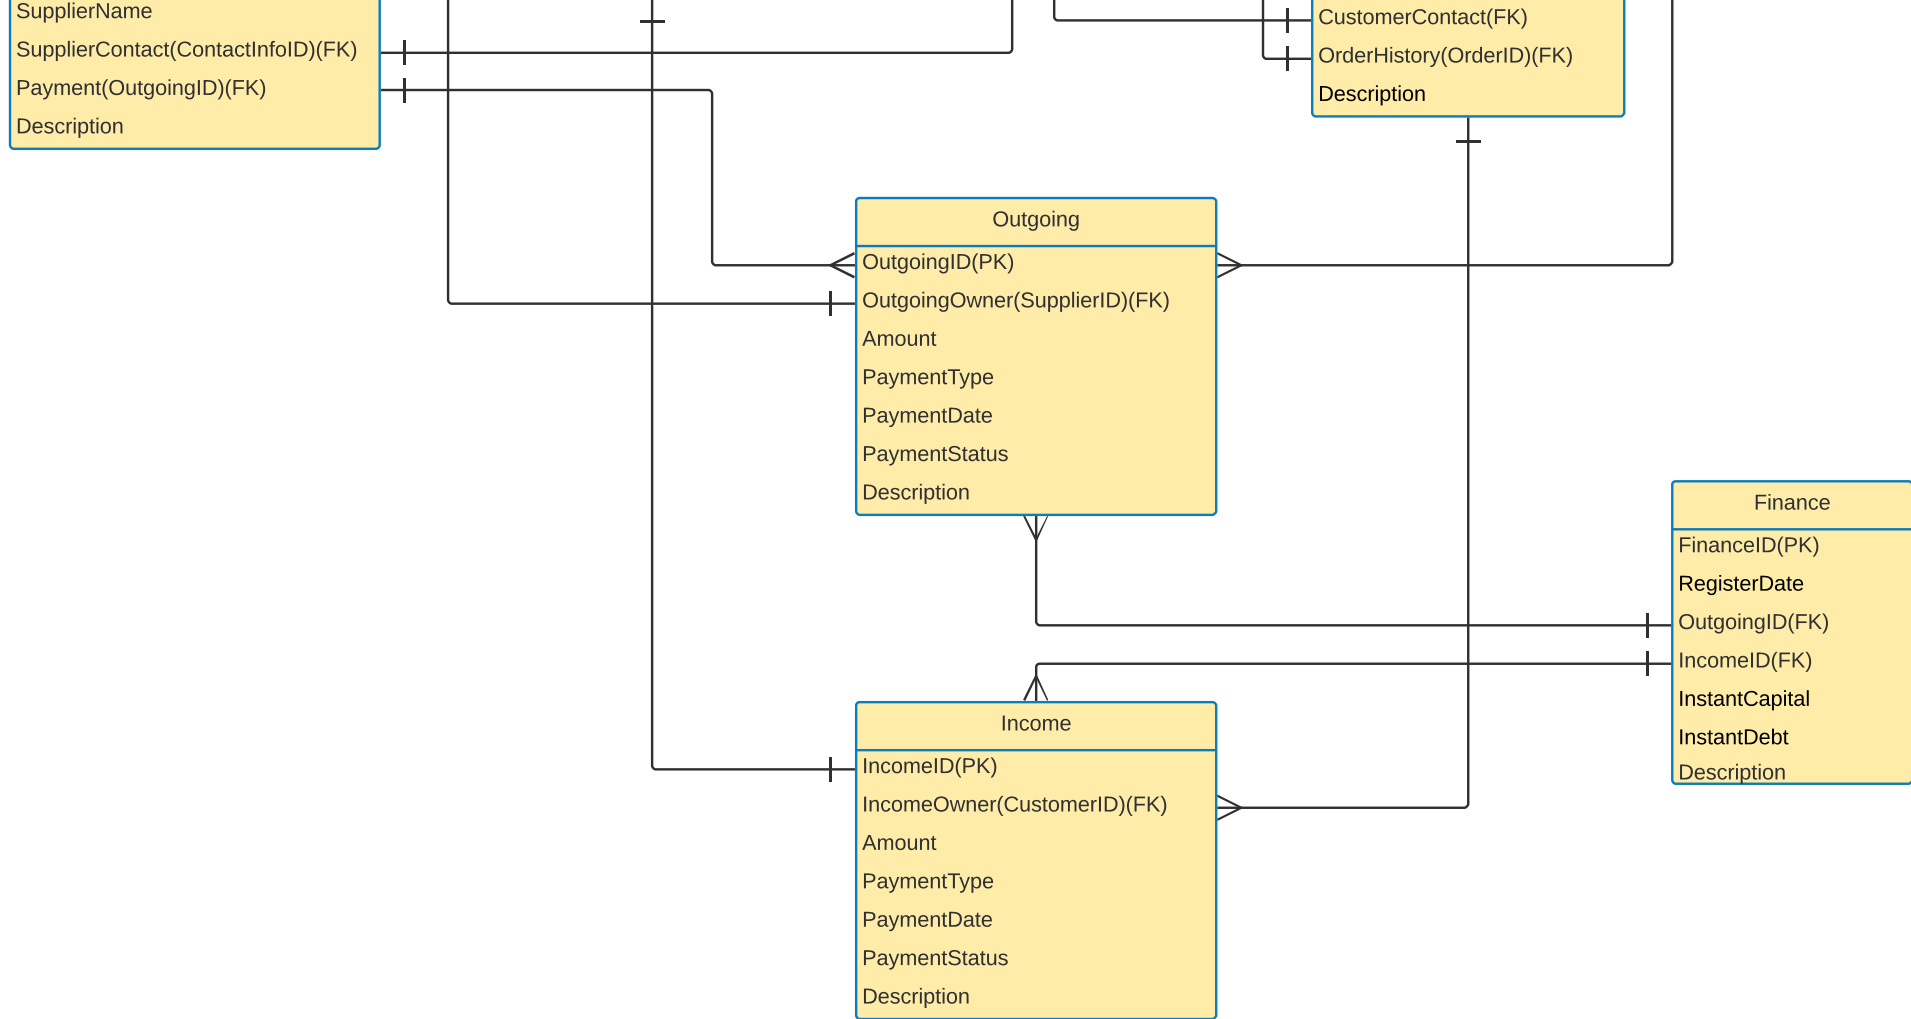 SupplierName
SupplierContact(ContactInfoID)(FK)
Payment(OutgoingID)(FK)
Description
CustomerContact(FK)
OrderHistory(OrderID)(FK)
Description
Outgoing
OutgoingID(PK)
OutgoingOwner(SupplierID)(FK)
Amount
PaymentType
PaymentDate
PaymentStatus
Description
Finance
FinanceID(PK)
RegisterDate
OutgoingID(FK)
IncomeID(FK)
InstantCapital
InstantDebt
Description
Income
IncomeID(PK)
IncomeOwner(CustomerID)(FK)
Amount
PaymentType
PaymentDate
PaymentStatus
Description